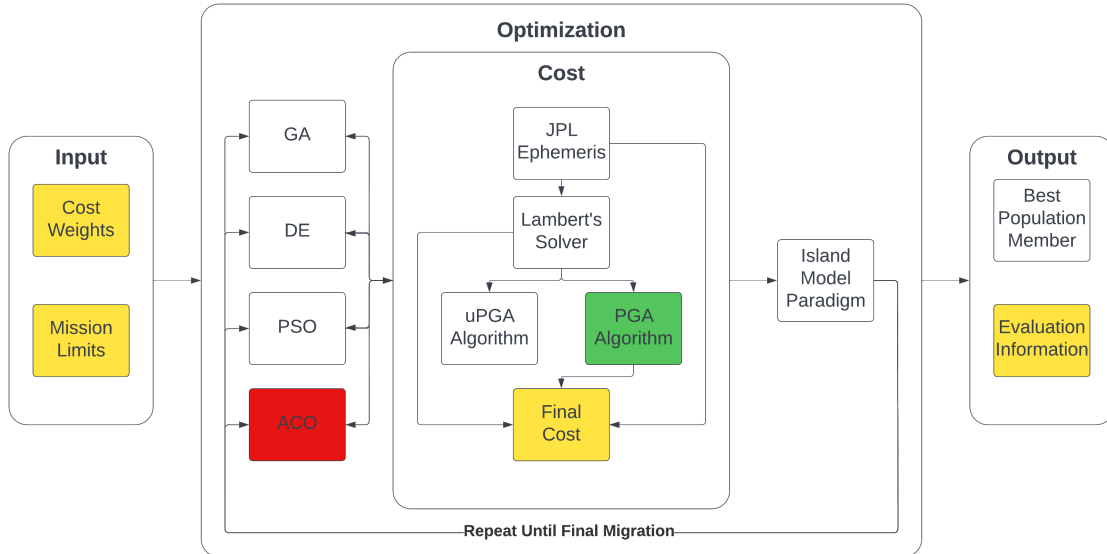 Optimization
Cost
Input
Cost
Weights
Mission
Limits
GA
DE
PSO
ACO
JPL
Ephemeris
Lambert's
Solver
uPGA
Algorithm
PGA
Algorithm
Final
Cost
Island
Model
Paradigm
Repeat Until Final Migration
Output
Best
Population
Member
Evaluation
Information